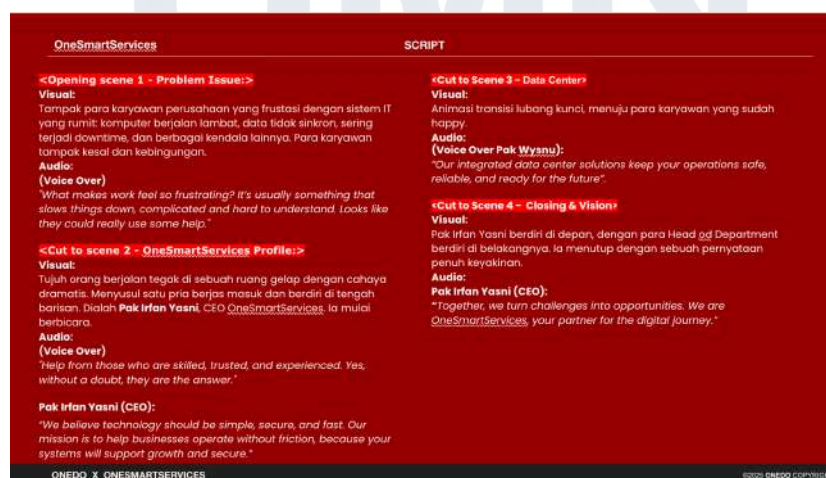 OneSmartServices
SCRIPT
<Opening scene 1 - Problem Issue:>
Visual:
Tampak para karyawan perusahaan yang frustasi dengan sistem IT
yang rumit: komputer berjalan lambat, data tidak sinkron, sering
terjadi downtime, dan berbagai kendala lainnya. Para karyawan
tampak kesal dan kebingungan.
Audio:
(Voice Over)
"What makes work feel so frustrating? It's usually something that
slows things down, complicated and hard to understand. Looks like
they could really use some help."
<Cut to scene 2 - OneSmartServices Profile:>
Visual:
Tujuh orang berjalan tegak di sebuah ruang gelap dengan cahaya
dramatis. Menyusul satu pria berjas masuk dan berdiri di tengah
barisan. Dialah Pak Irfan Yasni, CEO OneSmartServices. Ia mulai
berbicara.
Audio:
(Voice Over)
"Help from those who are skilled, trusted, and experienced. Yes,
without a doubt, they are the answer."
Pak Irfan Yasni (CEO):
"We believe technology should be simple, secure, and fast. Our
mission is to help businesses operate without friction, because your
systems will support growth and secure."
<Cut to Scene 3 – Data Center>
Visual:
Animasi transisi lubang kunci, menuju para karyawan yang sudah
happy.
Audio:
(Voice Over Pak Wysnu):
"Our integrated data center solutions keep your operations safe,
reliable, and ready for the future".
<Cut to Scene 4 – Closing & Vision>
Visual:
Pak Irfan Yasni berdiri di depan, dengan para Head od Department
berdiri di belakangnya. Ia menutup dengan sebuah pernyataan
penuh keyakinan.
Audio:
Pak Irfan Yasni (CEO):
"Together, we turn challenges into opportunities. We are
OneSmartServices, your partner for the digital journey."
ONEDO X ONESMARTSERVICES
©2025 ONEDO